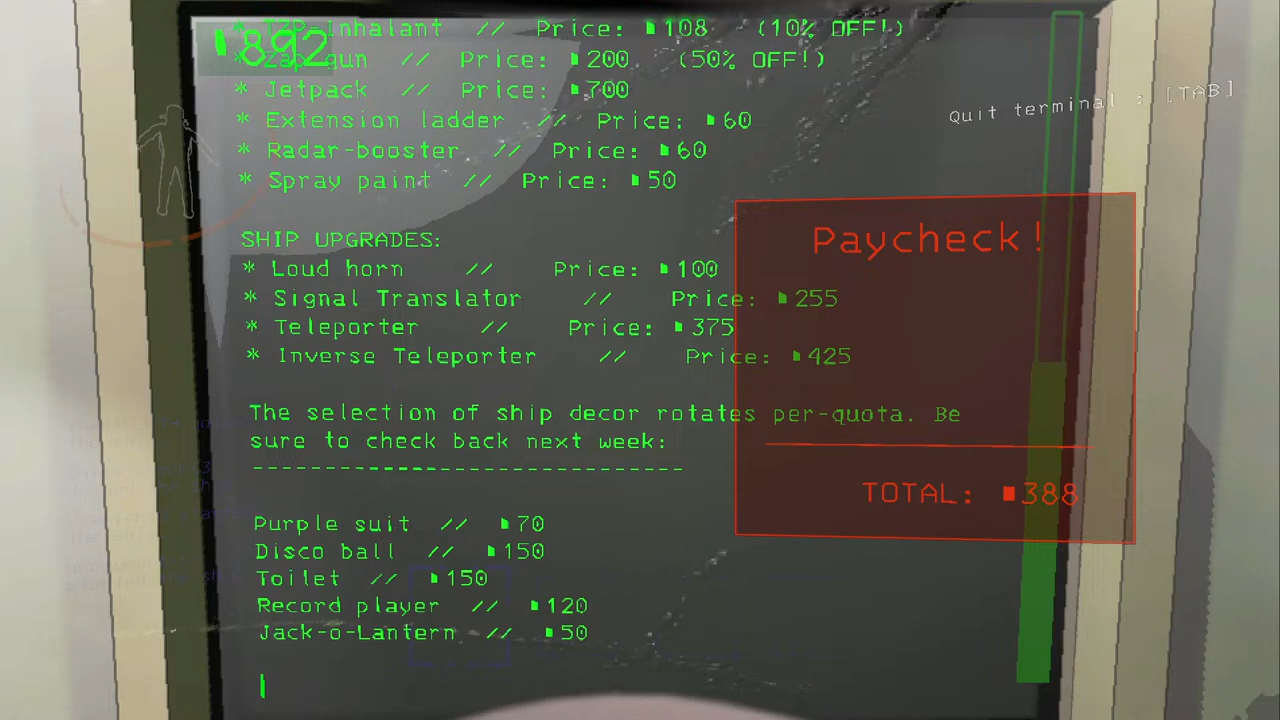 * TZP-Inhalant // Price: ▮108 (10% OFF!)
▮892
* Zap gun // Price: ▮200 (50% OFF!)
* Jetpack // Price: ▮700
Quit terminal : [TAB]
* Extension ladder // Price: ▮60
* Radar-booster // Price: ▮60
* Spray paint // Price: ▮50
SHIP UPGRADES:
* Loud horn // Price: ▮100
* Signal Translator // Price: ▮255
* Teleporter // Price: ▮375
* Inverse Teleporter // Price: ▮425
The selection of ship decor rotates per-quota. Be
sure to check back next week:
------------------------------
Purple suit // ▮70
Disco ball // ▮150
Toilet // ▮150
Record player // ▮120
Jack-o-Lantern // ▮50
Paycheck!
TOTAL: ▮388